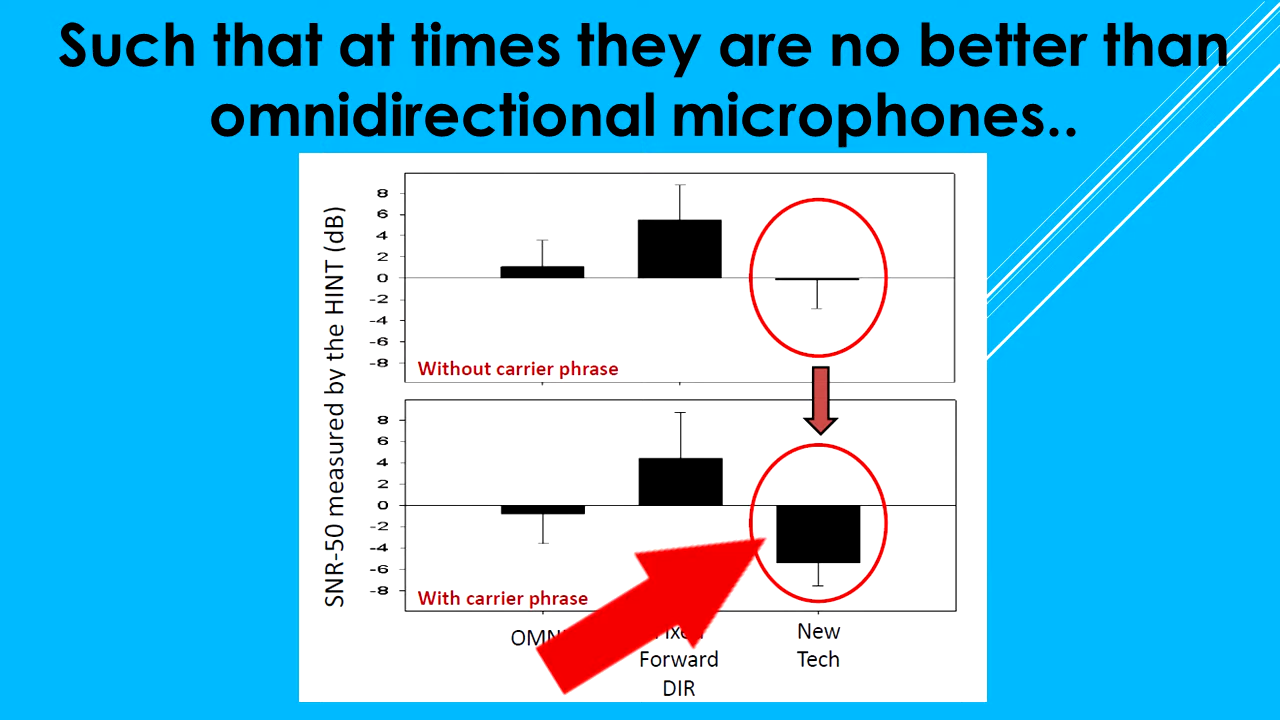 Such that at times they are no better than
omnidirectional microphones..
SNR-50 measured by the HINT (dB)
8
6
4
2
0
-2
-4
-6
-8
Without carrier phrase
8
6
4
2
0
-2
-4
-6
-8
With carrier phrase
New
Forward
Tech
DIR